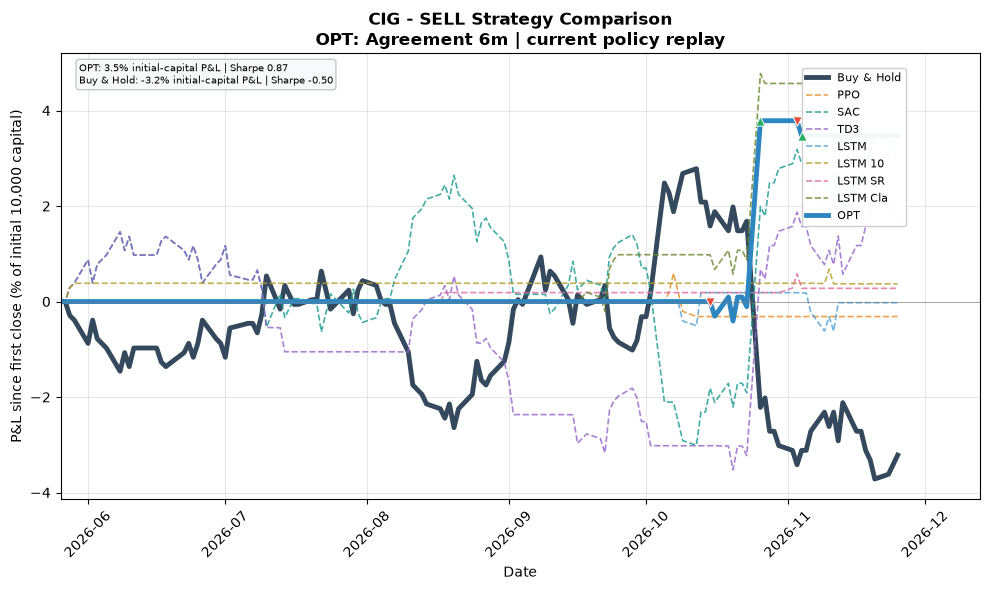 CIG - SELL Strategy Comparison
OPT: Agreement 6m | current policy replay
OPT: 3.5% initial-capital P&L | Sharpe 0.87
Buy & Hold: -3.2% initial-capital P&L | Sharpe -0.50
Buy & Hold
PPO
SAC
TD3
LSTM
LSTM 10
LSTM SR
LSTM Cla
OPT
P&L since first close (% of initial 10,000 capital)
4
2
0
−2
−4
2026-06
2026-07
2026-08
2026-09
2026-10
2026-11
2026-12
Date